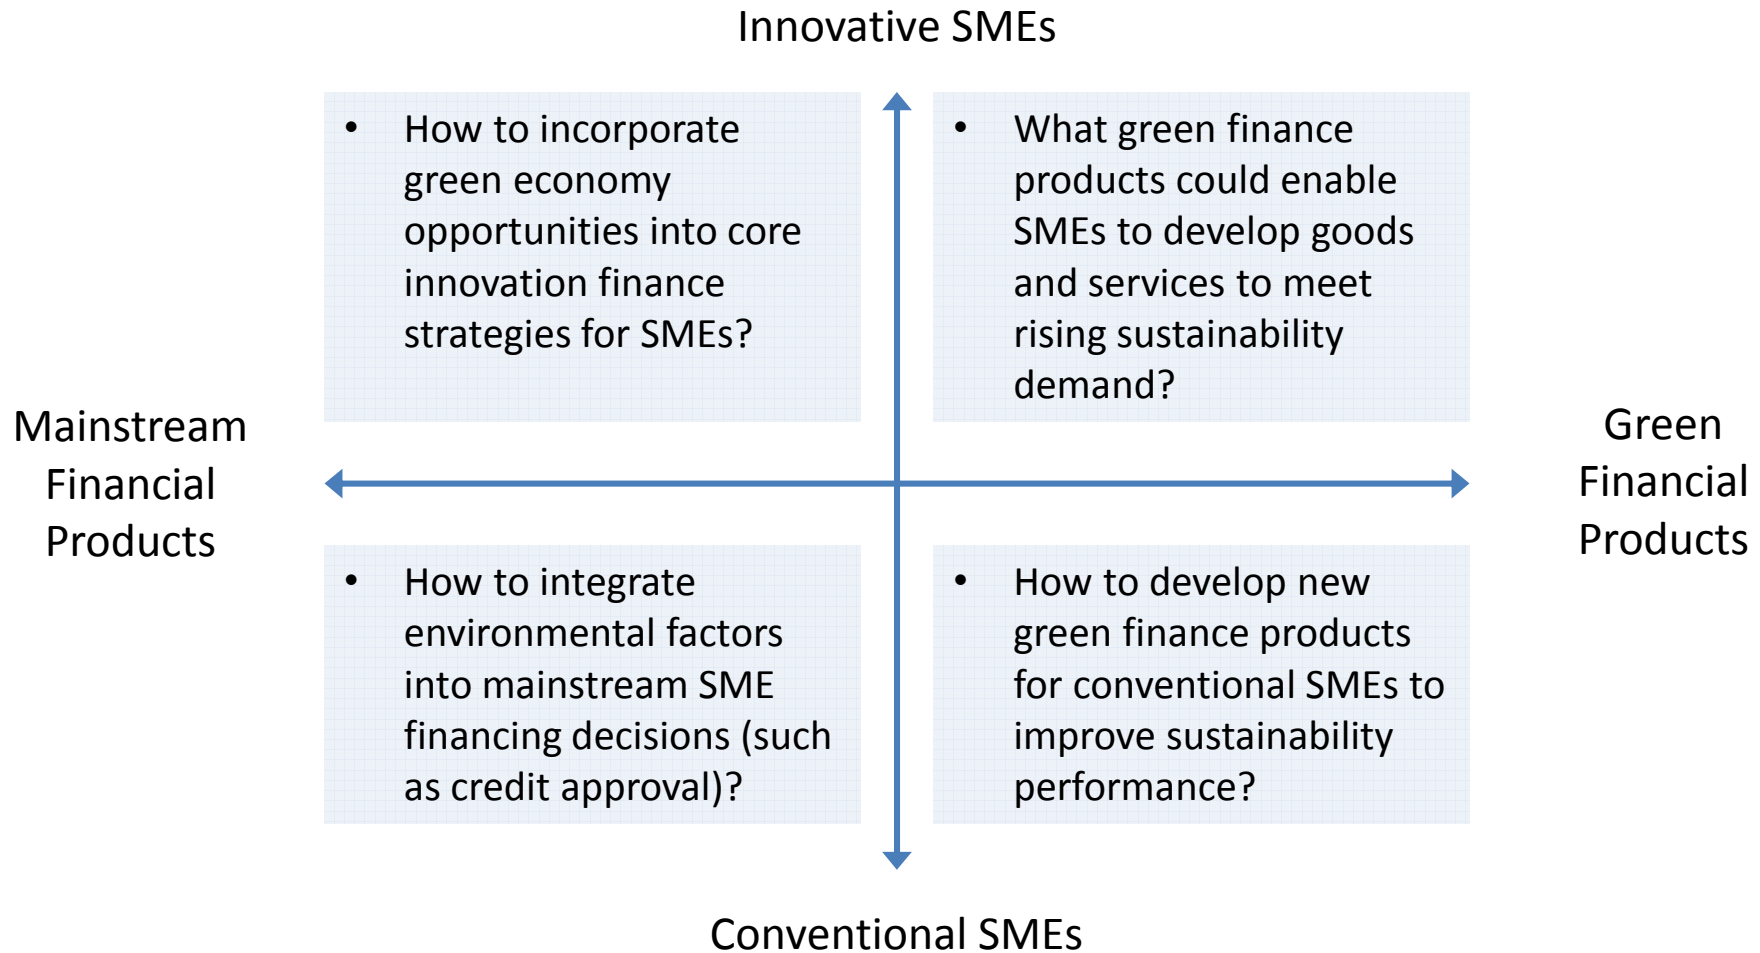 Innovative SMEs
• How to incorporate
green economy
opportunities into core
innovation finance
strategies for SMEs?
• What green finance
products could enable
SMEs to develop goods
and services to meet
rising sustainability
demand?
Mainstream
Financial
Products
Green
Financial
Products
• How to integrate
environmental factors
into mainstream SME
financing decisions (such
as credit approval)?
• How to develop new
green finance products
for conventional SMEs to
improve sustainability
performance?
Conventional SMEs